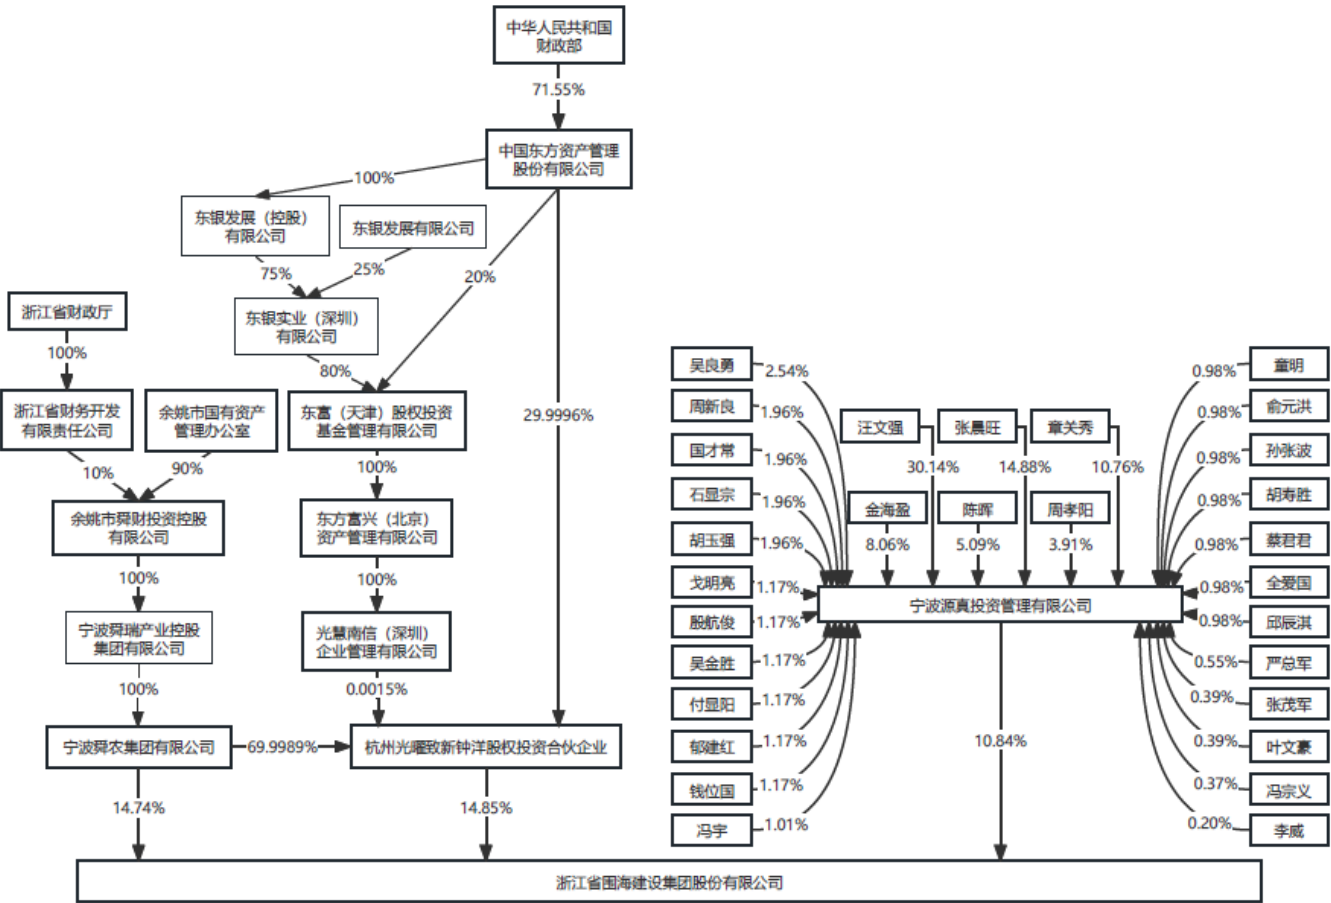 中华人民共和国
财政部
71.55%
中国东方资产管理
股份有限公司
100%
东银发展（控股）
有限公司
东银发展有限公司
75%
25%
20%
东银实业（深圳）
有限公司
浙江省财政厅
100%
80%
浙江省财务开发
有限责任公司
余姚市国有资产
管理办公室
东富（天津）股权投资
基金管理有限公司
29.9996%
10%
90%
100%
余姚市舜财投资控股
有限公司
东方富兴（北京）
资产管理有限公司
100%
100%
宁波舜瑞产业控股
集团有限公司
光慧南信（深圳）
企业管理有限公司
100%
0.0015%
宁波舜农集团有限公司
69.9989%
杭州光曜致新钟洋股权投资合伙企业
14.74%
14.85%
吴良勇
2.54%
周新良
1.96%
国才常
1.96%
石显宗
1.96%
胡玉强
1.96%
戈明亮
1.17%
殷航俊
1.17%
吴金胜
1.17%
付显阳
1.17%
郁建红
1.17%
钱位国
1.17%
冯宇
1.01%
汪文强
张晨旺
章关秀
30.14%
14.88%
10.76%
金海盈
陈晖
周孝阳
8.06%
5.09%
3.91%
宁波源真投资管理有限公司
10.84%
0.98%
童明
0.98%
俞元洪
0.98%
孙张波
0.98%
胡寿胜
0.98%
蔡君君
0.98%
全爱国
0.98%
邱辰淇
0.55%
严总军
0.39%
张茂军
0.39%
叶文豪
0.37%
冯宗义
0.20%
李威
浙江省围海建设集团股份有限公司